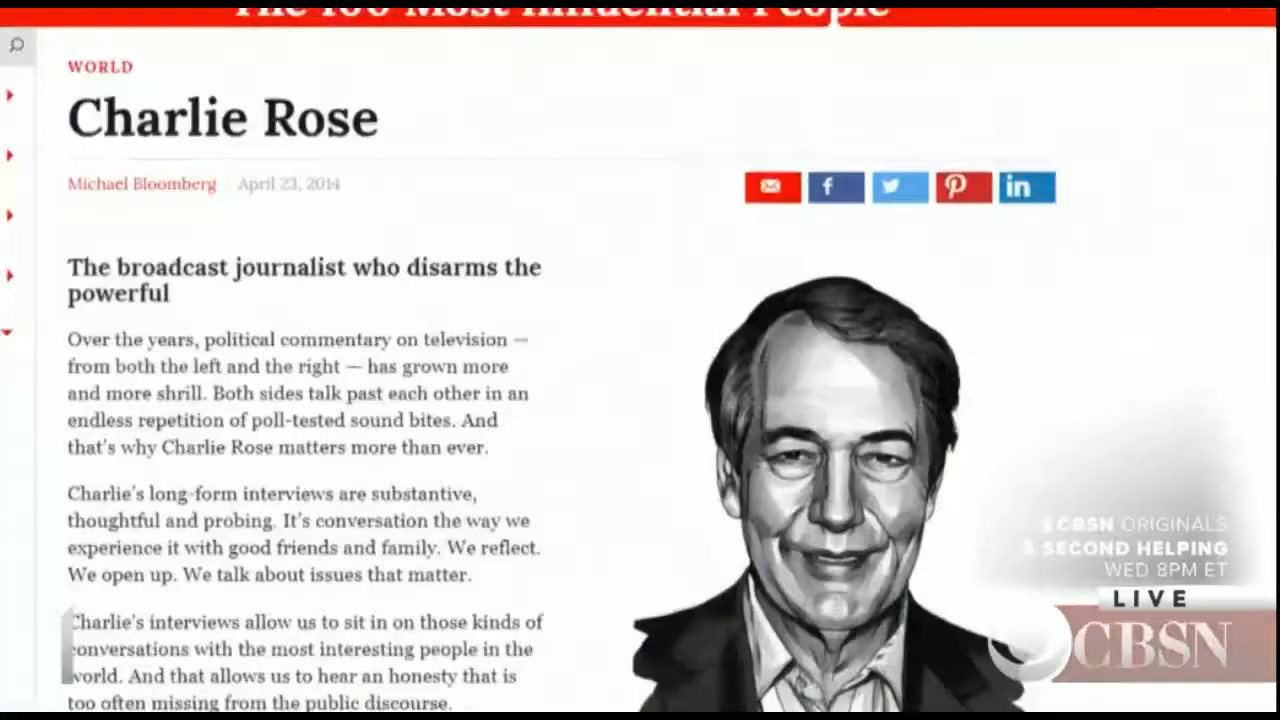 The 100 Most Influential People
WORLD
Charlie Rose
Michael Bloomberg April 23, 2014
The broadcast journalist who disarms the
powerful
Over the years, political commentary on television —
from both the left and the right — has grown more
and more shrill. Both sides talk past each other in an
endless repetition of poll-tested sound bites. And
that's why Charlie Rose matters more than ever.
Charlie's long-form interviews are substantive,
thoughtful and probing. It's conversation the way we
experience it with good friends and family. We reflect.
We open up. We talk about issues that matter.
Charlie's interviews allow us to sit in on those kinds of
conversations with the most interesting people in the
world. And that allows us to hear an honesty that is
too often missing from the public discourse.
CBSN ORIGINALS
SECOND HELPING
WED 8PM ET
LIVE
CBSN